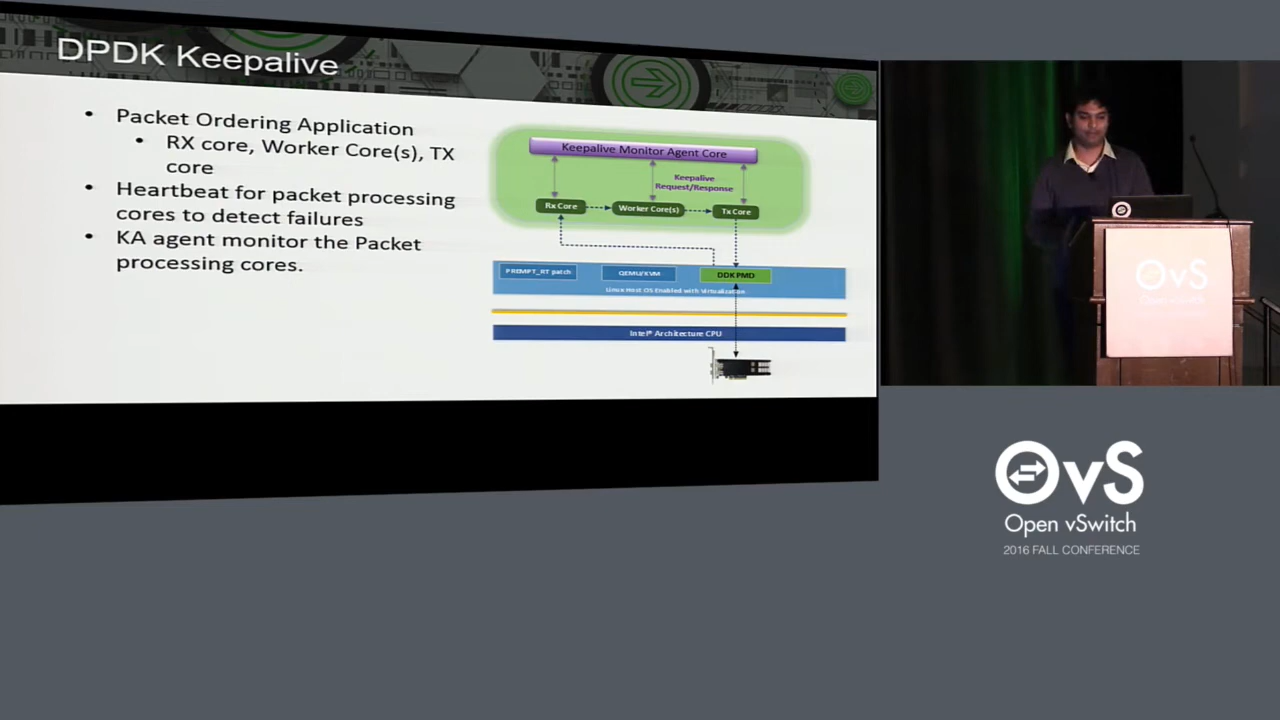 DPDK Keepalive
• Packet Ordering Application
• RX core, Worker Core(s), TX
core
• Heartbeat for packet processing
cores to detect failures
• KA agent monitor the Packet
processing cores.
Keepalive Monitor Agent Core
Keepalive
Request/Response
Rx Core
Worker Core(s)
Tx Core
PREMPT_RT patch
QEMU/KVM
DDK PMD
Linux Host OS Enabled with Virtualization
Intel® Architecture CPU
OvS
Open vSwitch
OvS
Open vSwitch
2016 FALL CONFERENCE